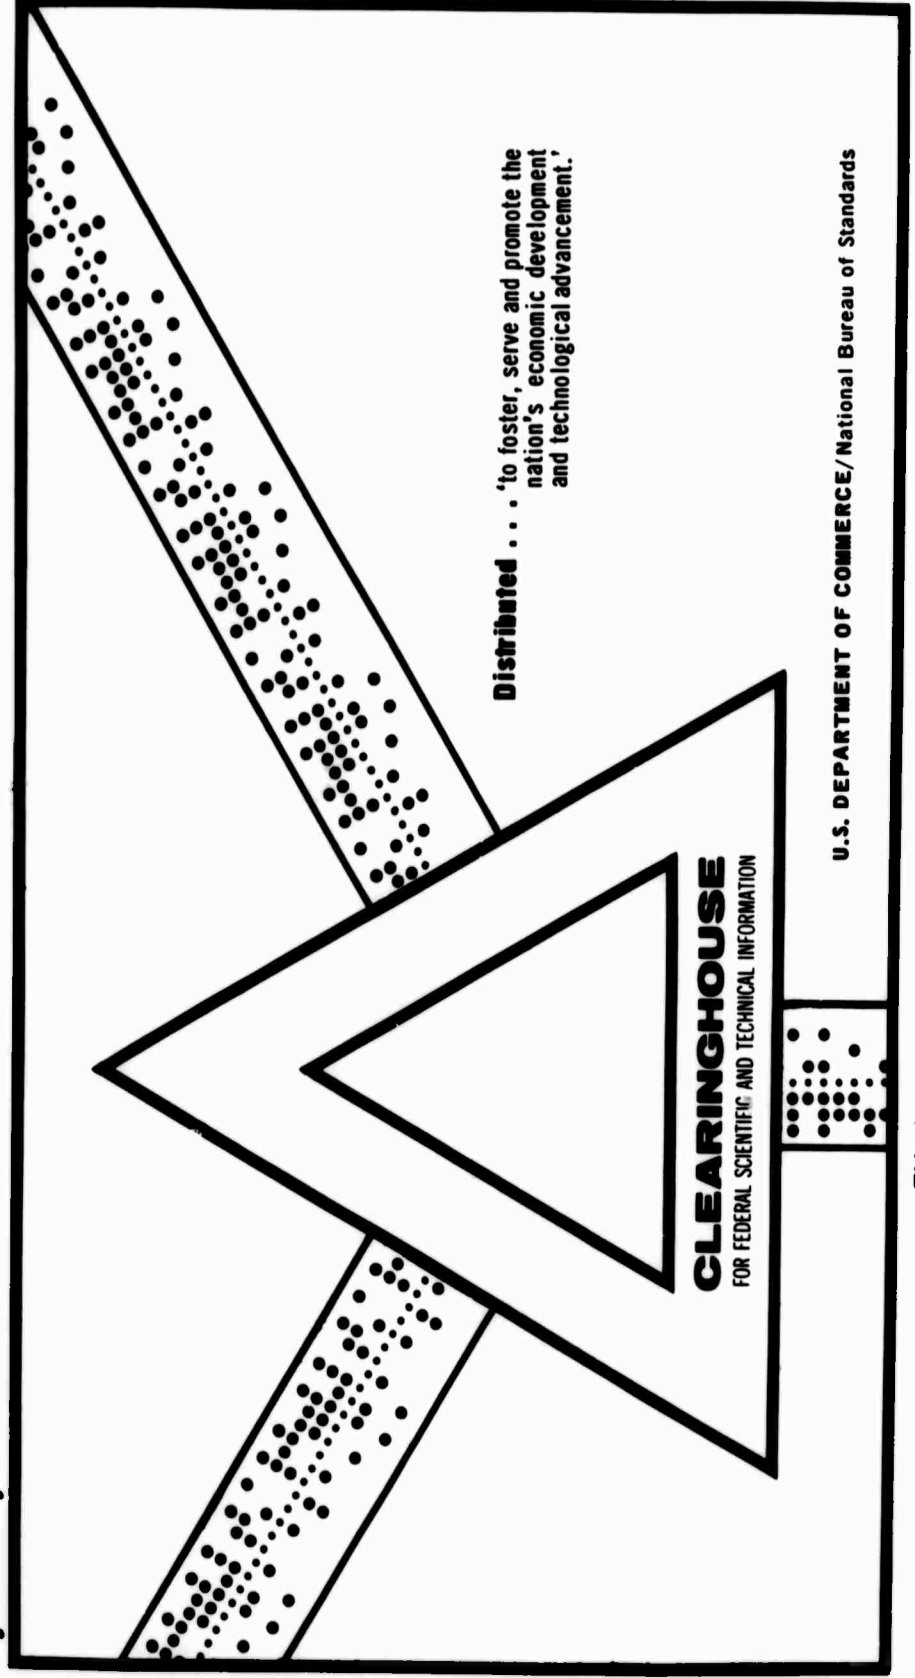 Distributed . . . 'to foster, serve and promote the
nation's economic development
and technological advancement.'
CLEARINGHOUSE
FOR FEDERAL SCIENTIFIC AND TECHNICAL INFORMATION
U.S. DEPARTMENT OF COMMERCE/National Bureau of Standards